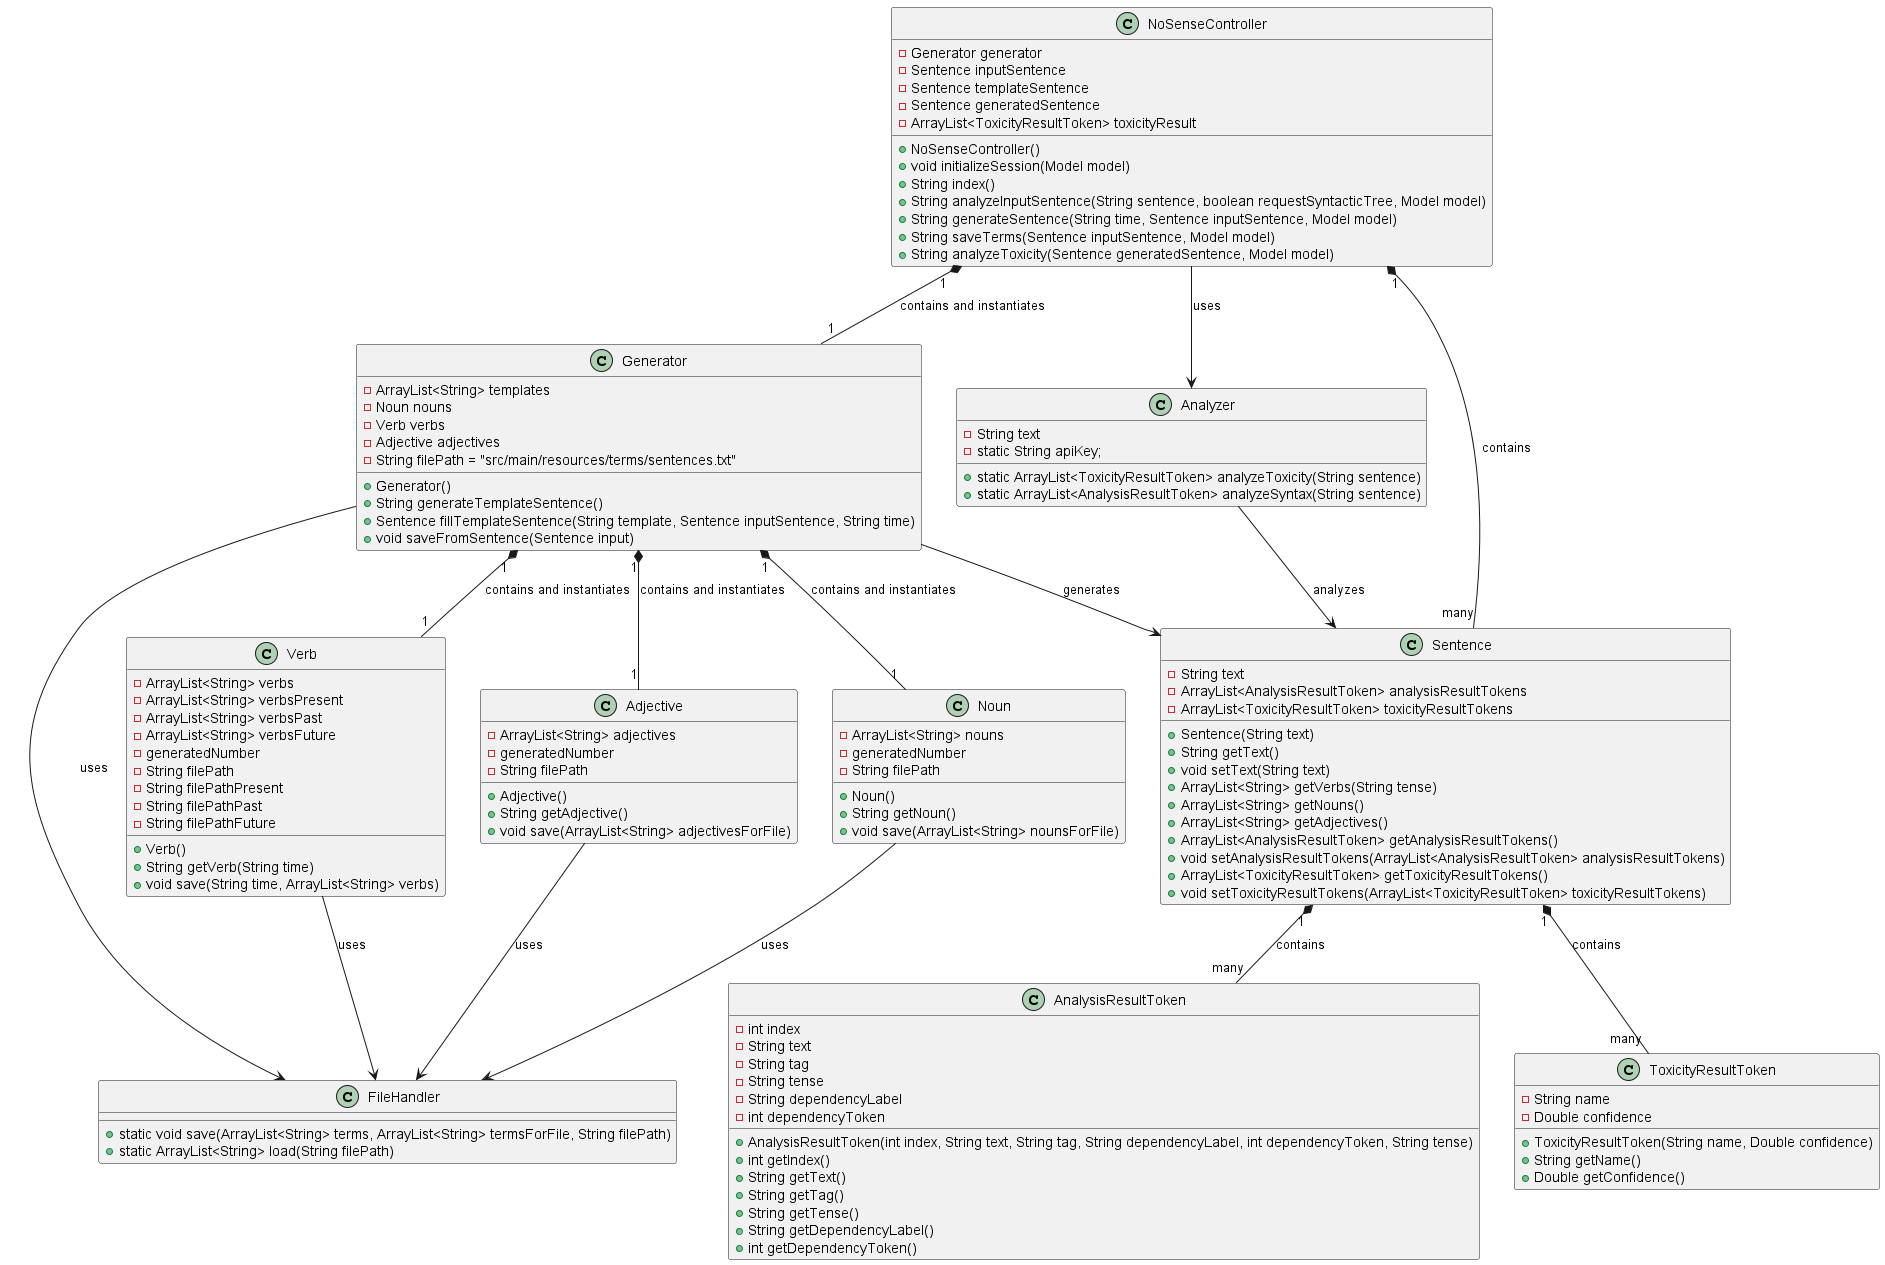 C NoSenseController
Generator generator
Sentence inputSentence
Sentence templateSentence
Sentence generatedSentence
ArrayList<ToxicityResultToken> toxicityResult
NoSenseController()
void initializeSession(Model model)
String index()
String analyzeInputSentence(String sentence, boolean requestSyntacticTree, Model model)
String generateSentence(String time, Sentence inputSentence, Model model)
String saveTerms(Sentence inputSentence, Model model)
String analyzeToxicity(Sentence generatedSentence, Model model)
1
1
contains and instantiates
uses
1
1
contains
C Generator
ArrayList<String> templates
Noun nouns
Verb verbs
Adjective adjectives
String filePath = "src/main/resources/terms/sentences.txt"
Generator()
String generateTemplateSentence()
Sentence fillTemplateSentence(String template, Sentence inputSentence, String time)
void saveFromSentence(Sentence input)
C Analyzer
String text
static String apiKey;
static ArrayList<ToxicityResultToken> analyzeToxicity(String sentence)
static ArrayList<AnalysisResultToken> analyzeSyntax(String sentence)
1
1
1
contains and instantiates
contains and instantiates
contains and instantiates
generates
analyzes
many
1
1
uses
C Verb
ArrayList<String> verbs
ArrayList<String> verbsPresent
ArrayList<String> verbsPast
ArrayList<String> verbsFuture
generatedNumber
String filePath
String filePathPresent
String filePathPast
String filePathFuture
Verb()
String getVerb(String time)
void save(String time, ArrayList<String> verbs)
C Adjective
ArrayList<String> adjectives
generatedNumber
String filePath
Adjective()
String getAdjective()
void save(ArrayList<String> adjectivesForFile)
C Noun
ArrayList<String> nouns
generatedNumber
String filePath
Noun()
String getNoun()
void save(ArrayList<String> nounsForFile)
C Sentence
String text
ArrayList<AnalysisResultToken> analysisResultTokens
ArrayList<ToxicityResultToken> toxicityResultTokens
Sentence(String text)
String getText()
void setText(String text)
ArrayList<String> getVerbs(String tense)
ArrayList<String> getNouns()
ArrayList<String> getAdjectives()
ArrayList<AnalysisResultToken> getAnalysisResultTokens()
void setAnalysisResultTokens(ArrayList<AnalysisResultToken> analysisResultTokens)
ArrayList<ToxicityResultToken> getToxicityResultTokens()
void setToxicityResultTokens(ArrayList<ToxicityResultToken> toxicityResultTokens)
uses
uses
uses
1
contains
many
1
contains
many
C FileHandler
static void save(ArrayList<String> terms, ArrayList<String> termsForFile, String filePath)
static ArrayList<String> load(String filePath)
C AnalysisResultToken
int index
String text
String tag
String tense
String dependencyLabel
int dependencyToken
AnalysisResultToken(int index, String text, String tag, String dependencyLabel, int dependencyToken, String tense)
int getIndex()
String getText()
String getTag()
String getTense()
String getDependencyLabel()
int getDependencyToken()
C ToxicityResultToken
String name
Double confidence
ToxicityResultToken(String name, Double confidence)
String getName()
Double getConfidence()